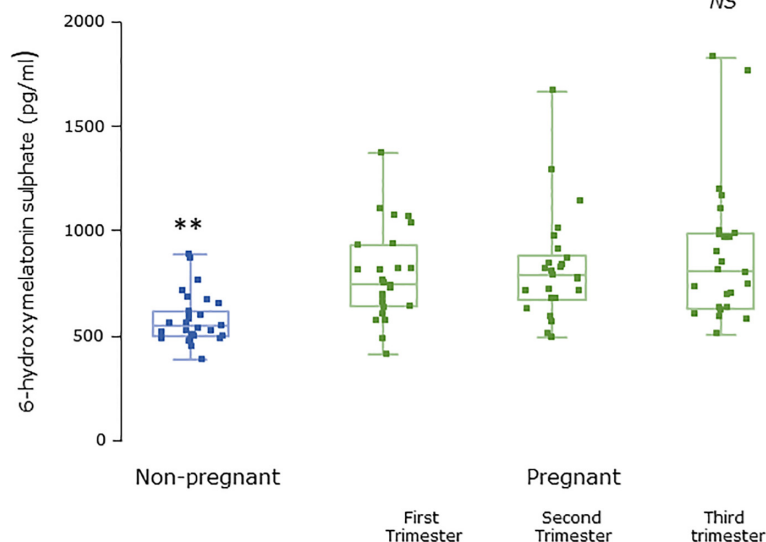 NS
2000
1500
1000
500
0
6-hydroxymelatonin sulphate (pg/ml)
**
Non-pregnant
Pregnant
First
Trimester
Second
Trimester
Third
trimester